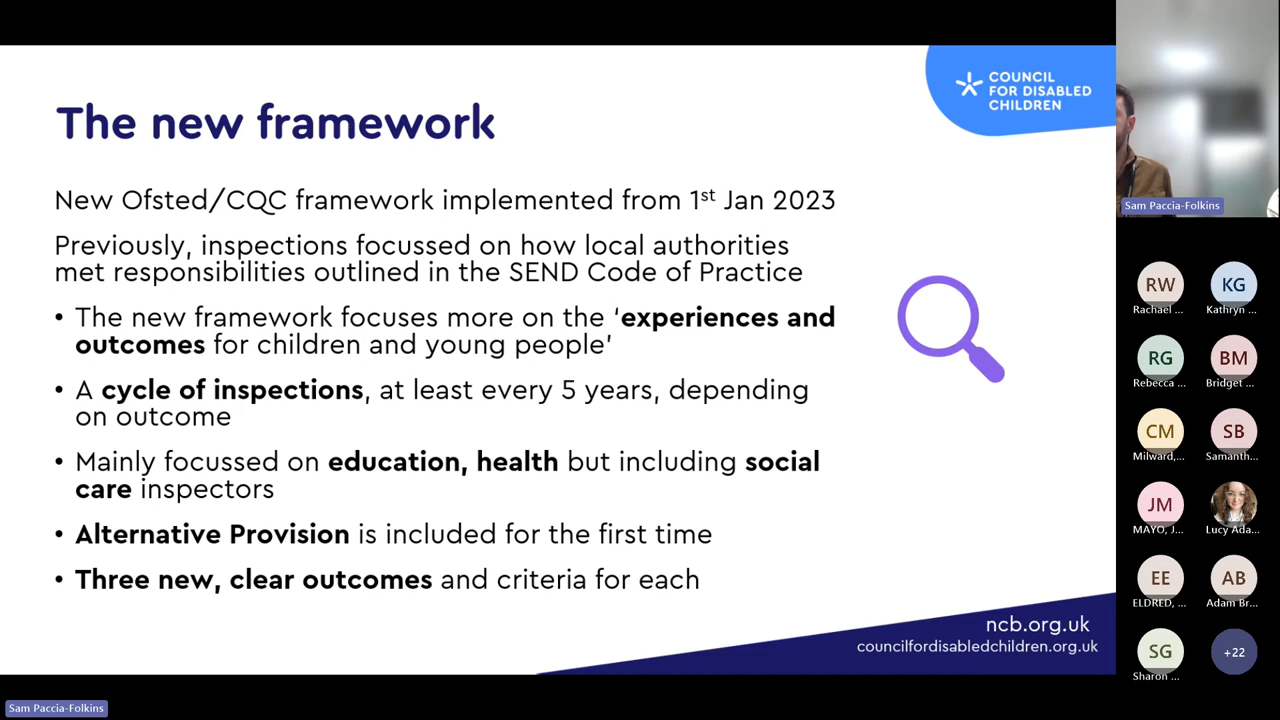 COUNCIL
FOR DISABLED
CHILDREN
The new framework
New Ofsted/CQC framework implemented from 1st Jan 2023
Previously, inspections focussed on how local authorities
met responsibilities outlined in the SEND Code of Practice
• The new framework focuses more on the ‘experiences and
outcomes for children and young people’
• A cycle of inspections, at least every 5 years, depending
on outcome
• Mainly focussed on education, health but including social
care inspectors
• Alternative Provision is included for the first time
• Three new, clear outcomes and criteria for each
ncb.org.uk
councilfordisabledchildren.org.uk
Sam Paccia-Folkins
Sam Paccia-Folkins
RW
Rachael ...
KG
Kathryn ...
RG
Rebecca ...
BM
Bridget ...
CM
Milward,...
SB
Samanth...
JM
MAYO, J...
Lucy Ada...
EE
ELDRED, ...
AB
Adam Br...
SG
Sharon ...
+22